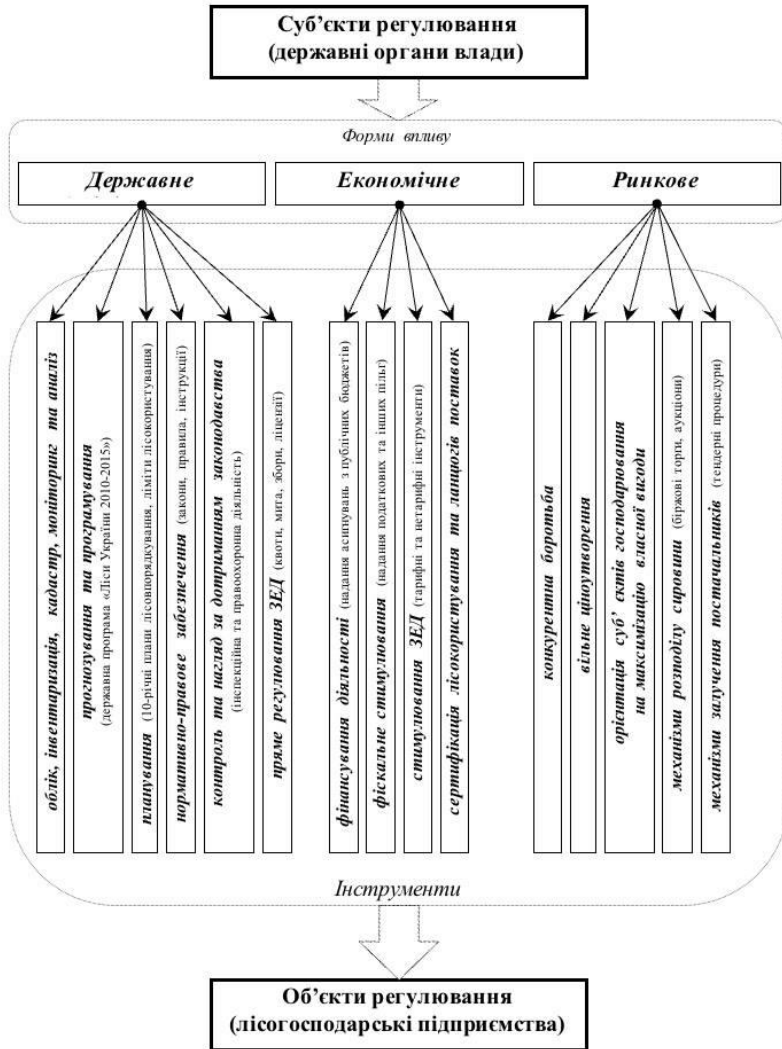 Суб’єкти регулювання
(державні органи влади)
Форми впливу
Державне
Економічне
Ринкове
облік, інвентаризація, кадастр, моніторинг та аналіз
прогнозування та програмування
(державна програма «Ліси України 2010-2015»)
планування (10-річні плани лісовпорядкування, ліміти лісокористування)
нормативно-правове забезпечення (закони, правила, інструкції)
контроль та нагляд за дотриманням законодавства
(інспекційна та правоохоронна діяльність)
пряме регулювання ЗЕД (квоти, мита, збори, ліцензії)
фінансування діяльності (надання асигнувань з публічних бюджетів)
фіскальне стимулювання (надання податкових та інших пільг)
стимулювання ЗЕД (тарифні та нетарифні інструменти)
сертифікація лісокористування та ланцюгів поставок
конкурентна боротьба
вільне ціноутворення
орієнтація суб’ єктів господарювання
на максимізацію власної вигоди
механізми розподілу сировини (біржові торги, аукціони)
механізми залучення постачальників (тендерні процедури)
Інструменти
Об’єкти регулювання
(лісогосподарські підприємства)